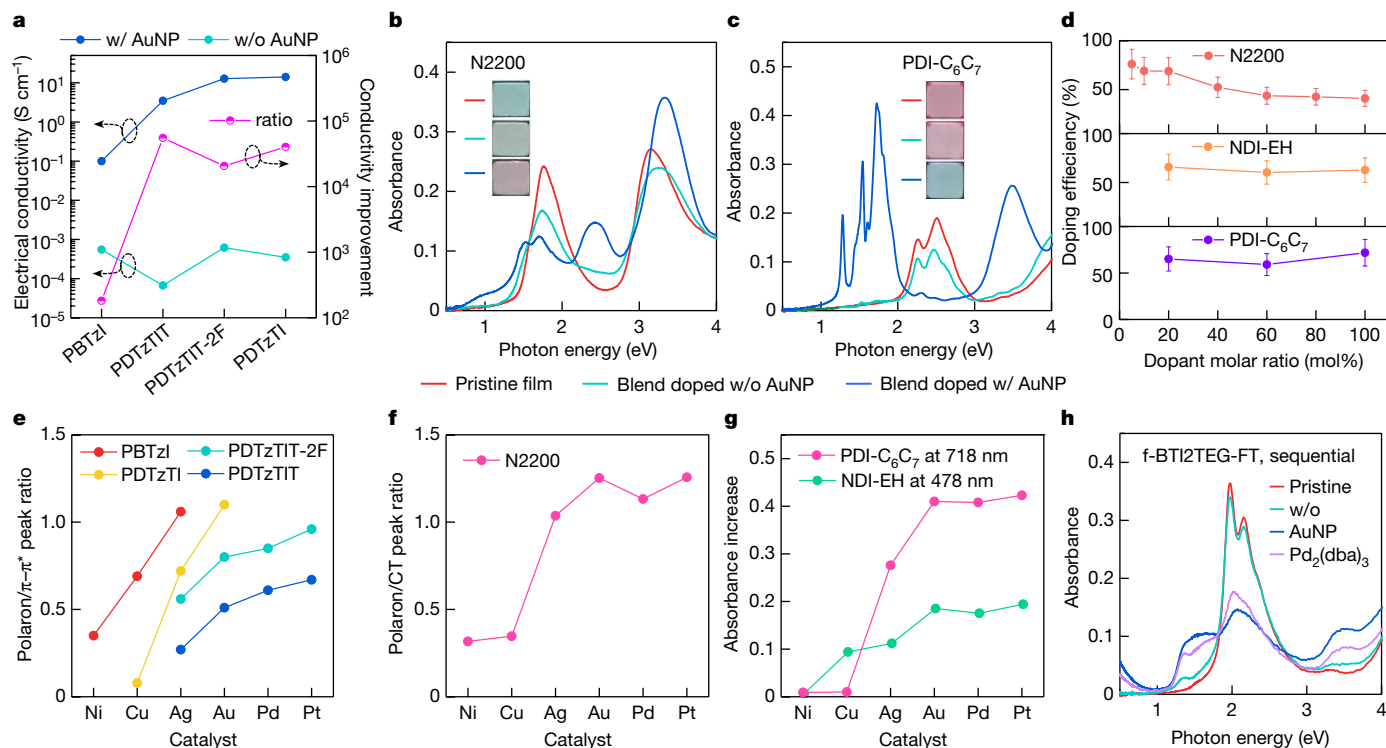 a
w/ AuNP
w/o AuNP
Electrical conductivity (S cm⁻¹)
10¹
10⁰
10⁻¹
10⁻²
10⁻³
10⁻⁴
10⁻⁵
ratio
10⁶
10⁵
10⁴
10³
10²
Conductivity improvement
PBTzI
PDTzTIT
PDTzTIT-2F
PDTzTI
b
N2200
Absorbance
0.4
0.3
0.2
0.1
0
1 2 3 4
Photon energy (eV)
c
PDI-C₆C₇
Absorbance
0.5
0.4
0.3
0.2
0.1
0
1 2 3 4
Photon energy (eV)
Pristine film
Blend doped w/o AuNP
Blend doped w/ AuNP
d
Doping effieciency (%)
100
50
N2200
100
50
NDI-EH
100
50
PDI-C₆C₇
0
0 20 40 60 80 100
Dopant molar ratio (mol%)
e
PBTzI
PDTzTI
PDTzTIT-2F
PDTzTIT
Polaron/π–π* peak ratio
1.5
1.0
0.5
0
Ni Cu Ag Au Pd Pt
Catalyst
f
N2200
Polaron/CT peak ratio
1.5
1.0
0.5
0
Ni Cu Ag Au Pd Pt
Catalyst
g
PDI-C₆C₇ at 718 nm
NDI-EH at 478 nm
Absorbance increase
0.5
0.4
0.3
0.2
0.1
0
Ni Cu Ag Au Pd Pt
Catalyst
h
f-BTI2TEG-FT, sequential
Pristine
w/o
AuNP
Pd₂(dba)₃
Absorbance
0.4
0.3
0.2
0.1
0
1 2 3 4
Photon energy (eV)